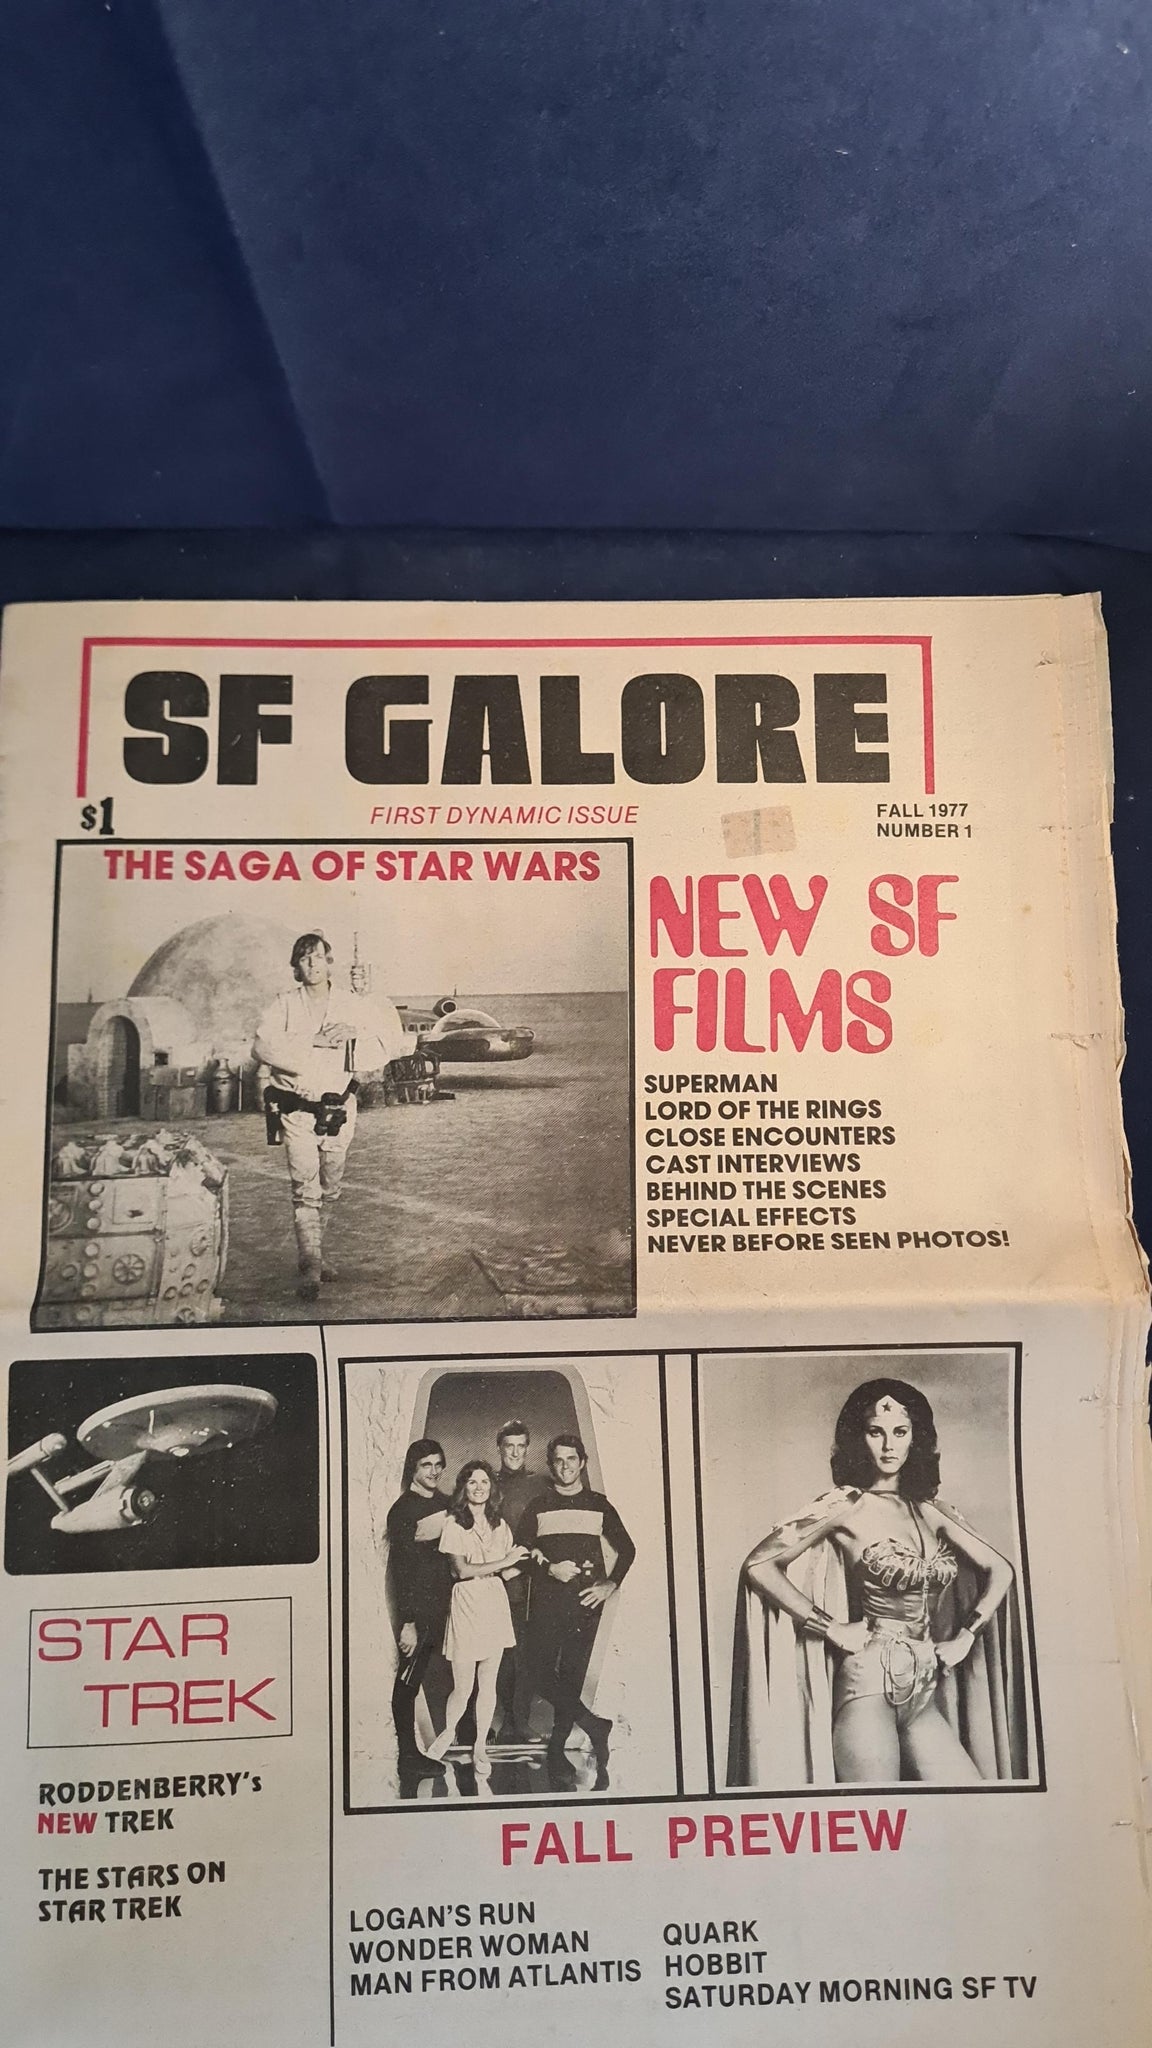 SF GALORE
$1
FIRST DYNAMIC ISSUE
FALL 1977
NUMBER 1
THE SAGA OF STAR WARS
NEW SF
FILMS
SUPERMAN
LORD OF THE RINGS
CLOSE ENCOUNTERS
CAST INTERVIEWS
BEHIND THE SCENES
SPECIAL EFFECTS
NEVER BEFORE SEEN PHOTOS!
STAR
TREK
RODDENBERRY's
NEW TREK
THE STARS ON
STAR TREK
FALL PREVIEW
LOGAN'S RUN
WONDER WOMAN
MAN FROM ATLANTIS
QUARK
HOBBIT
SATURDAY MORNING SF TV